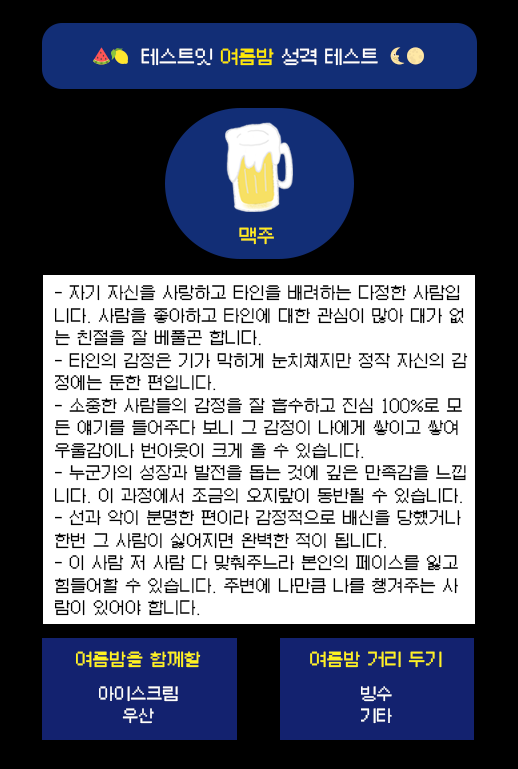 테스트잇 여름밤 성격 테스트
맥주
- 자기 자신을 사랑하고 타인을 배려하는 다정한 사람입
니다. 사람을 좋아하고 타인에 대한 관심이 많아 대가 없
는 친절을 잘 베풀곤 합니다.
- 타인의 감정은 기가 막히게 눈치채지만 정작 자신의 감
정에는 둔한 편입니다.
- 소중한 사람들의 감정을 잘 흡수하고 진심 100%로 모
든 얘기를 들어주다 보니 그 감정이 나에게 쌓이고 쌓여
우울감이나 번아웃이 크게 올 수 있습니다.
- 누군가의 성장과 발전을 돕는 것에 깊은 만족감을 느낍
니다. 이 과정에서 조금의 오지랖이 동반될 수 있습니다.
- 선과 악이 분명한 편이라 감정적으로 배신을 당했거나
한번 그 사람이 싫어지면 완벽한 적이 됩니다.
- 이 사람 저 사람 다 맞춰주느라 본인의 페이스를 잃고
힘들어할 수 있습니다. 주변에 나만큼 나를 챙겨주는 사
람이 있어야 합니다.
여름밤을 함께할
아이스크림
우산
여름밤 거리 두기
빙수
기타